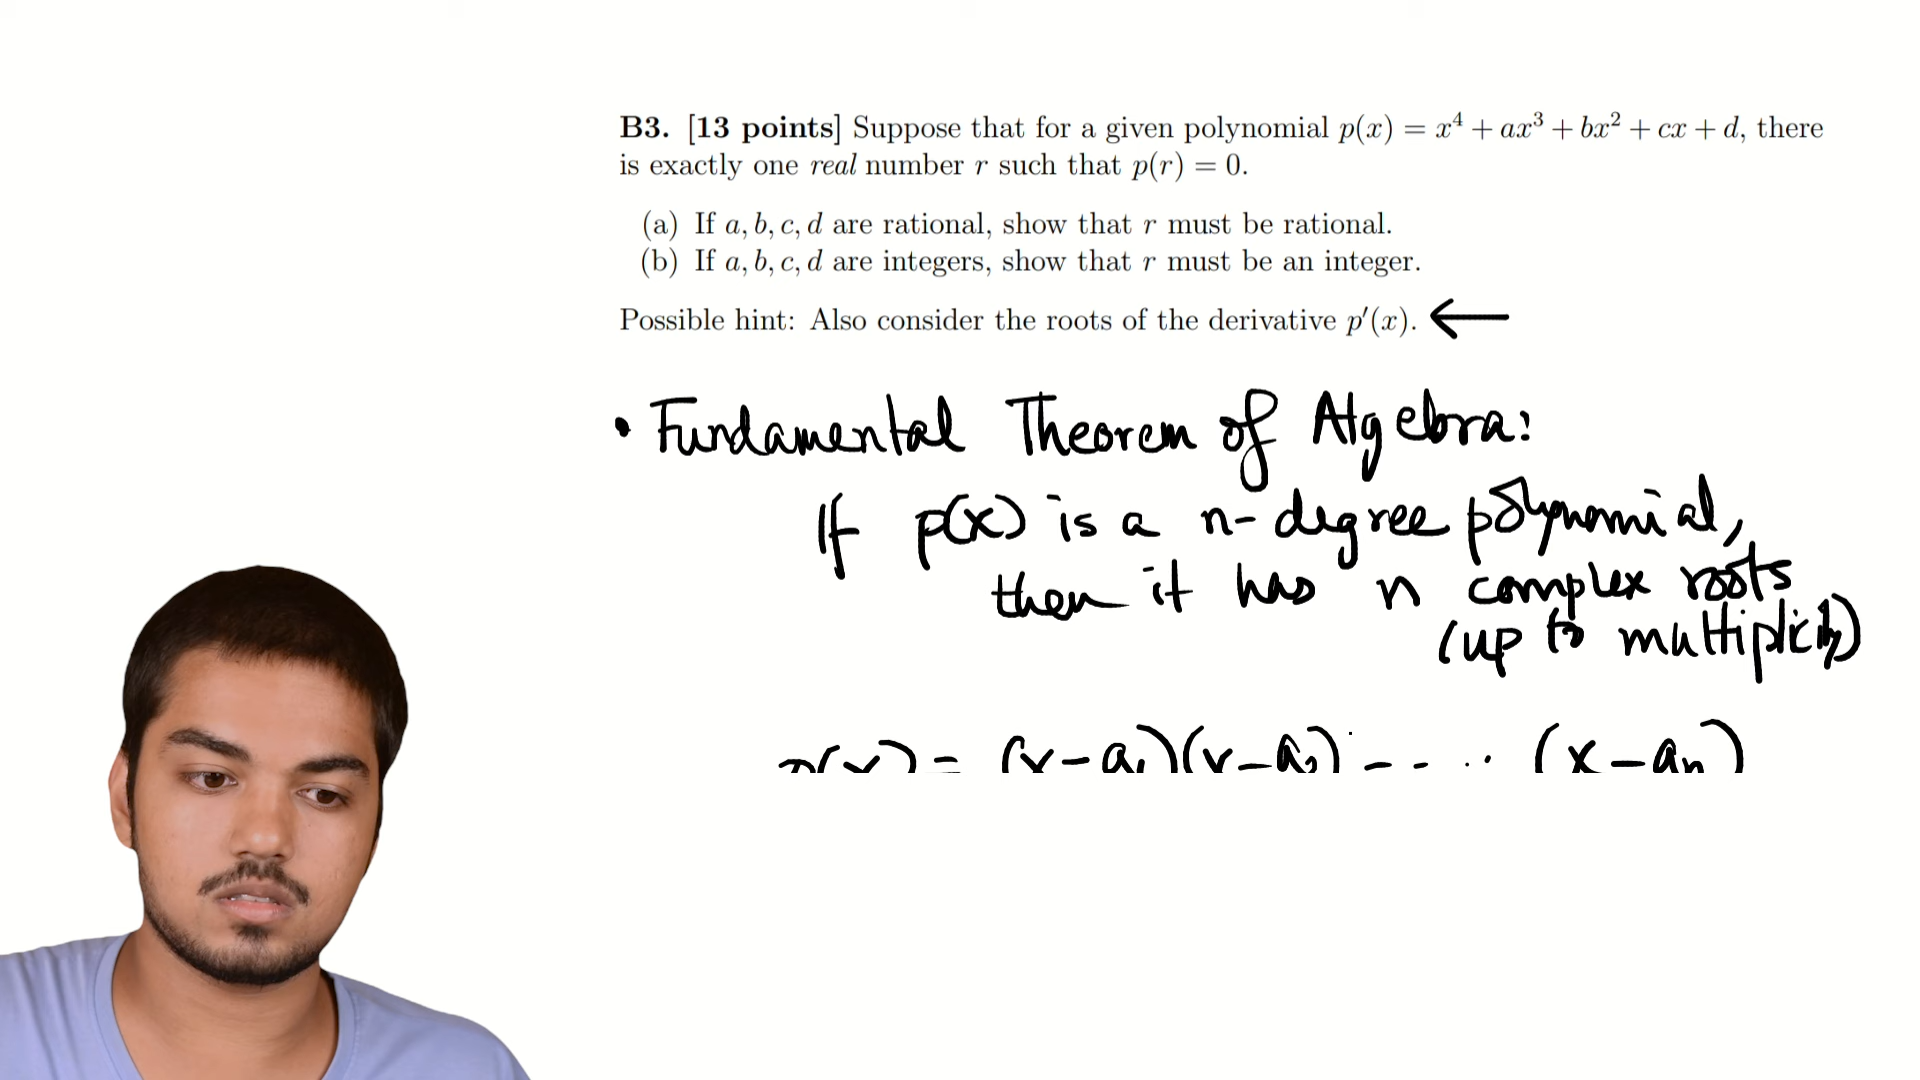 B3. [13 points] Suppose that for a given polynomial p(x) = x⁴ + ax³ + bx² + cx + d, there
is exactly one real number r such that p(r) = 0.
(a) If a, b, c, d are rational, show that r must be rational.
(b) If a, b, c, d are integers, show that r must be an integer.
Possible hint: Also consider the roots of the derivative p′(x). ←
• Fundamental Theorem of Algebra:
If p(x) is a n-degree polynomial,
then it has n complex roots
(up to multiplicity)
p(x) = (x-a₁)(x-a₂) -- .. (x-aₙ)